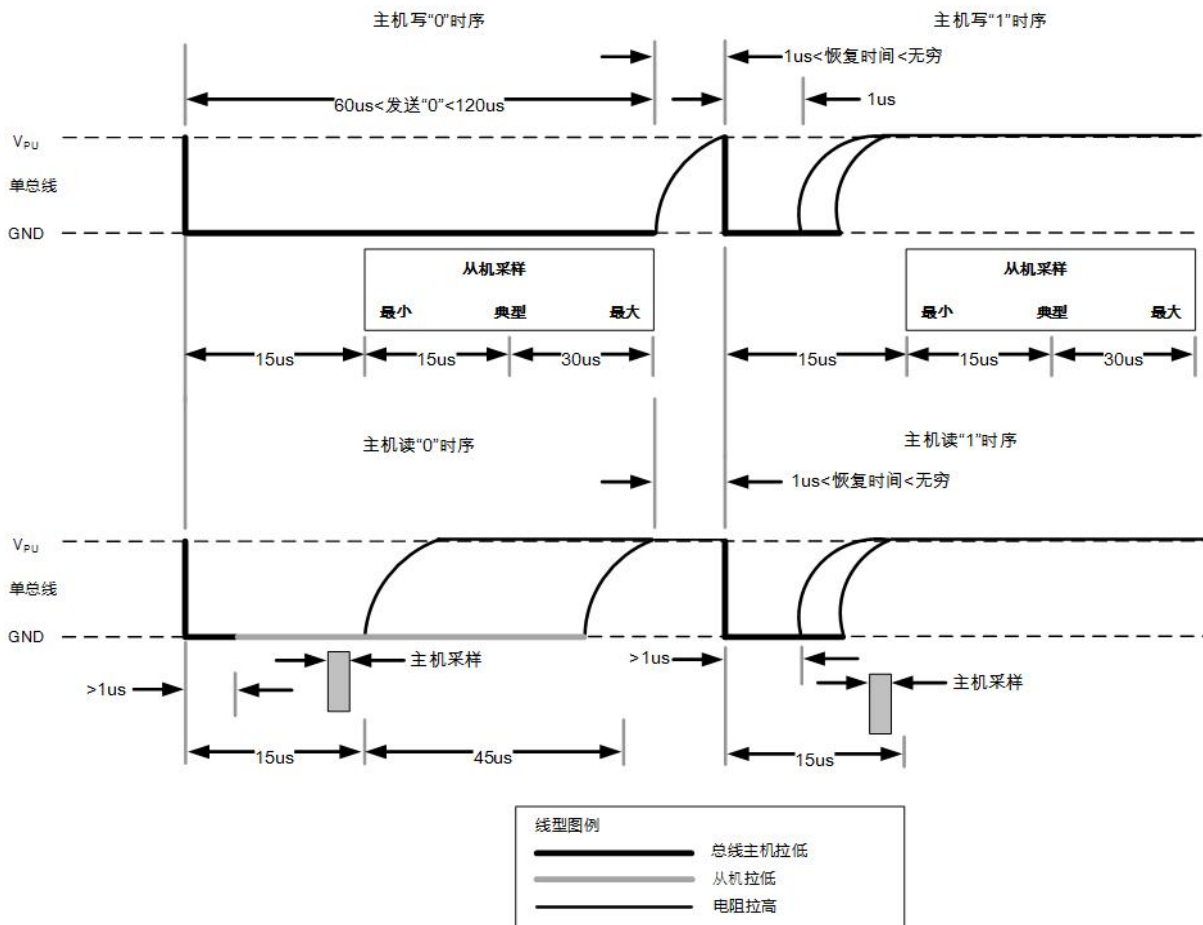 主机写“0”时序
主机写“1”时序
1us<恢复时间<无穷
60us<发送“0”<120us
1us
VPU
单总线
GND
从机采样
最小 典型 最大
从机采样
最小 典型 最大
15us 15us 30us
15us 15us 30us
主机读“0”时序
主机读“1”时序
1us<恢复时间<无穷
VPU
单总线
GND
>1us
主机采样
>1us
主机采样
15us 45us
15us
线型图例
总线主机拉低
从机拉低
电阻拉高